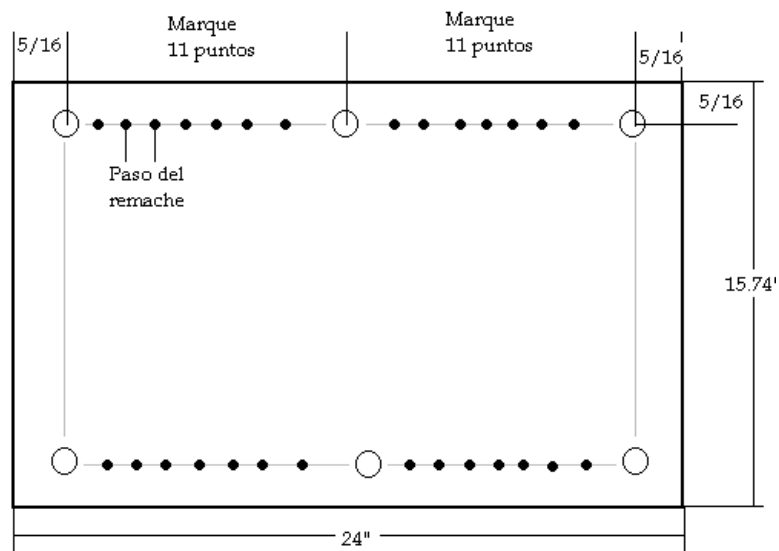 Marque
11 puntos
Marque
11 puntos
5/16
5/16
5/16
Paso del
remache
15.74"
24"